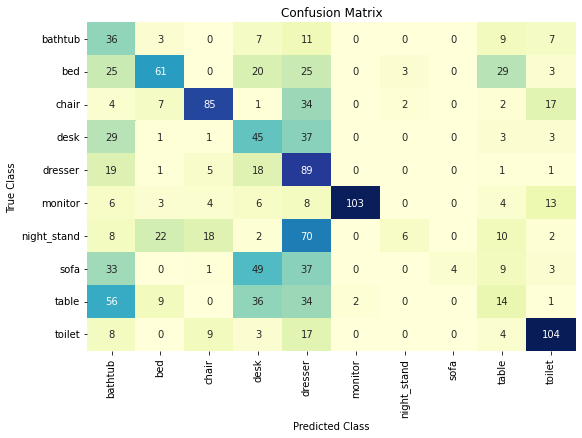 Confusion Matrix
True Class
bathtub 36 3 0 7 11 0 0 0 9 7
bed 25 61 0 20 25 0 3 0 29 3
chair 4 7 85 1 34 0 2 0 2 17
desk 29 1 1 45 37 0 0 0 3 3
dresser 19 1 5 18 89 0 0 0 1 1
monitor 6 3 4 6 8 103 0 0 4 13
night_stand 8 22 18 2 70 0 6 0 10 2
sofa 33 0 1 49 37 0 0 4 9 3
table 56 9 0 36 34 2 0 0 14 1
toilet 8 0 9 3 17 0 0 0 4 104
bathtub bed chair desk dresser monitor night_stand sofa table toilet
Predicted Class